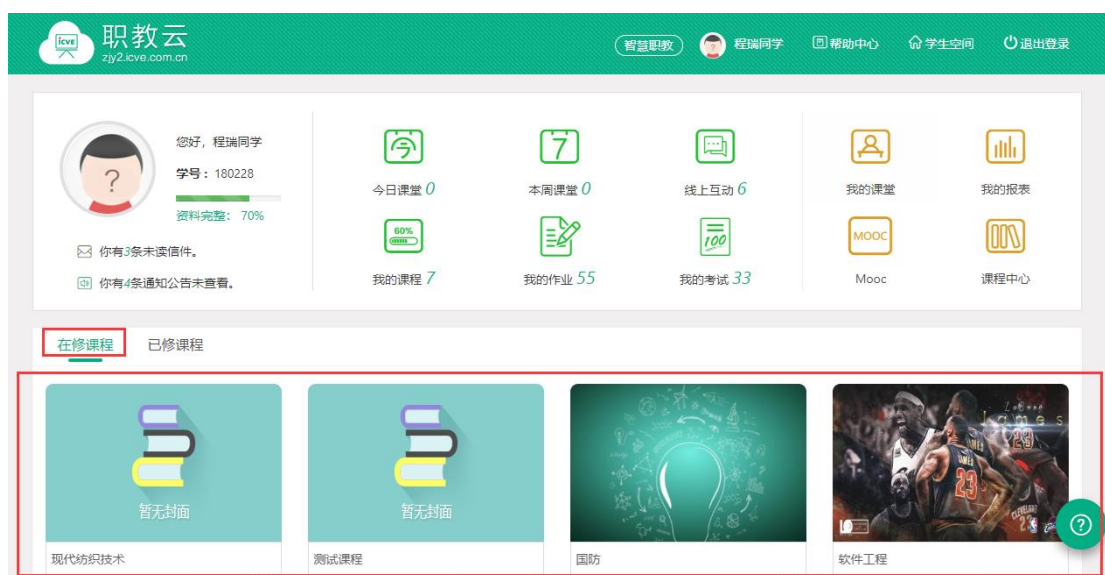 icve 职教云
zjy2.icve.com.cn
智慧职教 程瑞同学 帮助中心 学生空间 退出登录
您好，程瑞同学
学号：180228
资料完整： 70%
你有3条未读信件。
你有4条通知公告未查看。
今 7
今日课堂 0 本周课堂 0 线上互动 6 我的课堂 我的报表
60% 100 MOOC
我的课程 7 我的作业 55 我的考试 33 Mooc 课程中心
在修课程 已修课程
暂无封面 暂无封面
James
23
现代纺织技术 测试课程 国防 软件工程